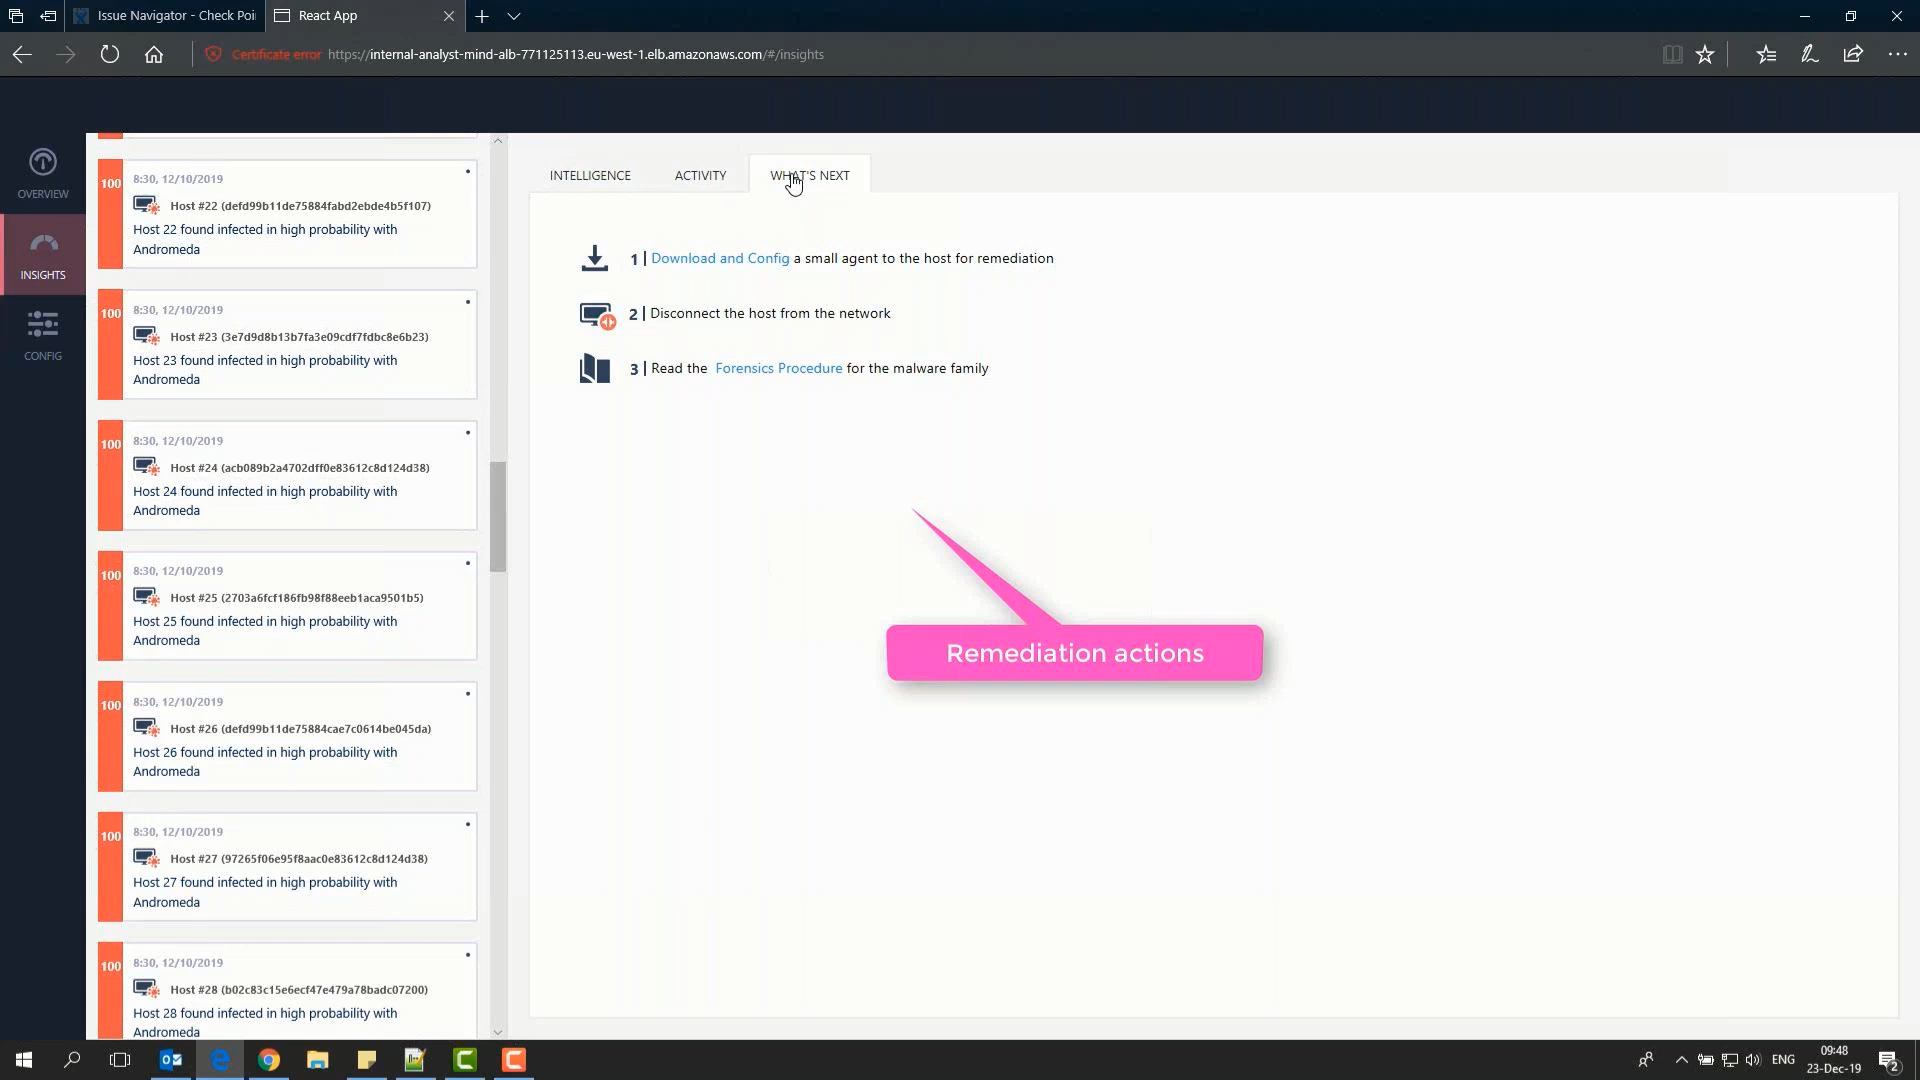 Issue Navigator - Check Poi
React App
Certificate error https://internal-analyst-mind-alb-771125113.eu-west-1.elb.amazonaws.com/#/insights
OVERVIEW
INSIGHTS
CONFIG
100
8:30, 12/10/2019
Host #22 (defd99b11de75884fabd2ebde4b5f107)
Host 22 found infected in high probability with
Andromeda
100
8:30, 12/10/2019
Host #23 (3e7d9d8b13b7fa3e09cdf7fdbc8e6b23)
Host 23 found infected in high probability with
Andromeda
100
8:30, 12/10/2019
Host #24 (acb089b2a4702dff0e83612c8d124d38)
Host 24 found infected in high probability with
Andromeda
100
8:30, 12/10/2019
Host #25 (2703a6fcf186fb98f88eeb1aca9501b5)
Host 25 found infected in high probability with
Andromeda
100
8:30, 12/10/2019
Host #26 (defd99b11de75884cae7c0614be045da)
Host 26 found infected in high probability with
Andromeda
100
8:30, 12/10/2019
Host #27 (97265f06e95f8aac0e83612c8d124d38)
Host 27 found infected in high probability with
Andromeda
100
8:30, 12/10/2019
Host #28 (b02c83c15e6ecf47e479a78badc07200)
Host 28 found infected in high probability with
Andromeda
INTELLIGENCE
ACTIVITY
WHAT'S NEXT
1 | Download and Config a small agent to the host for remediation
2 | Disconnect the host from the network
3 | Read the Forensics Procedure for the malware family
Remediation actions
ENG
09:48
23-Dec-19
2